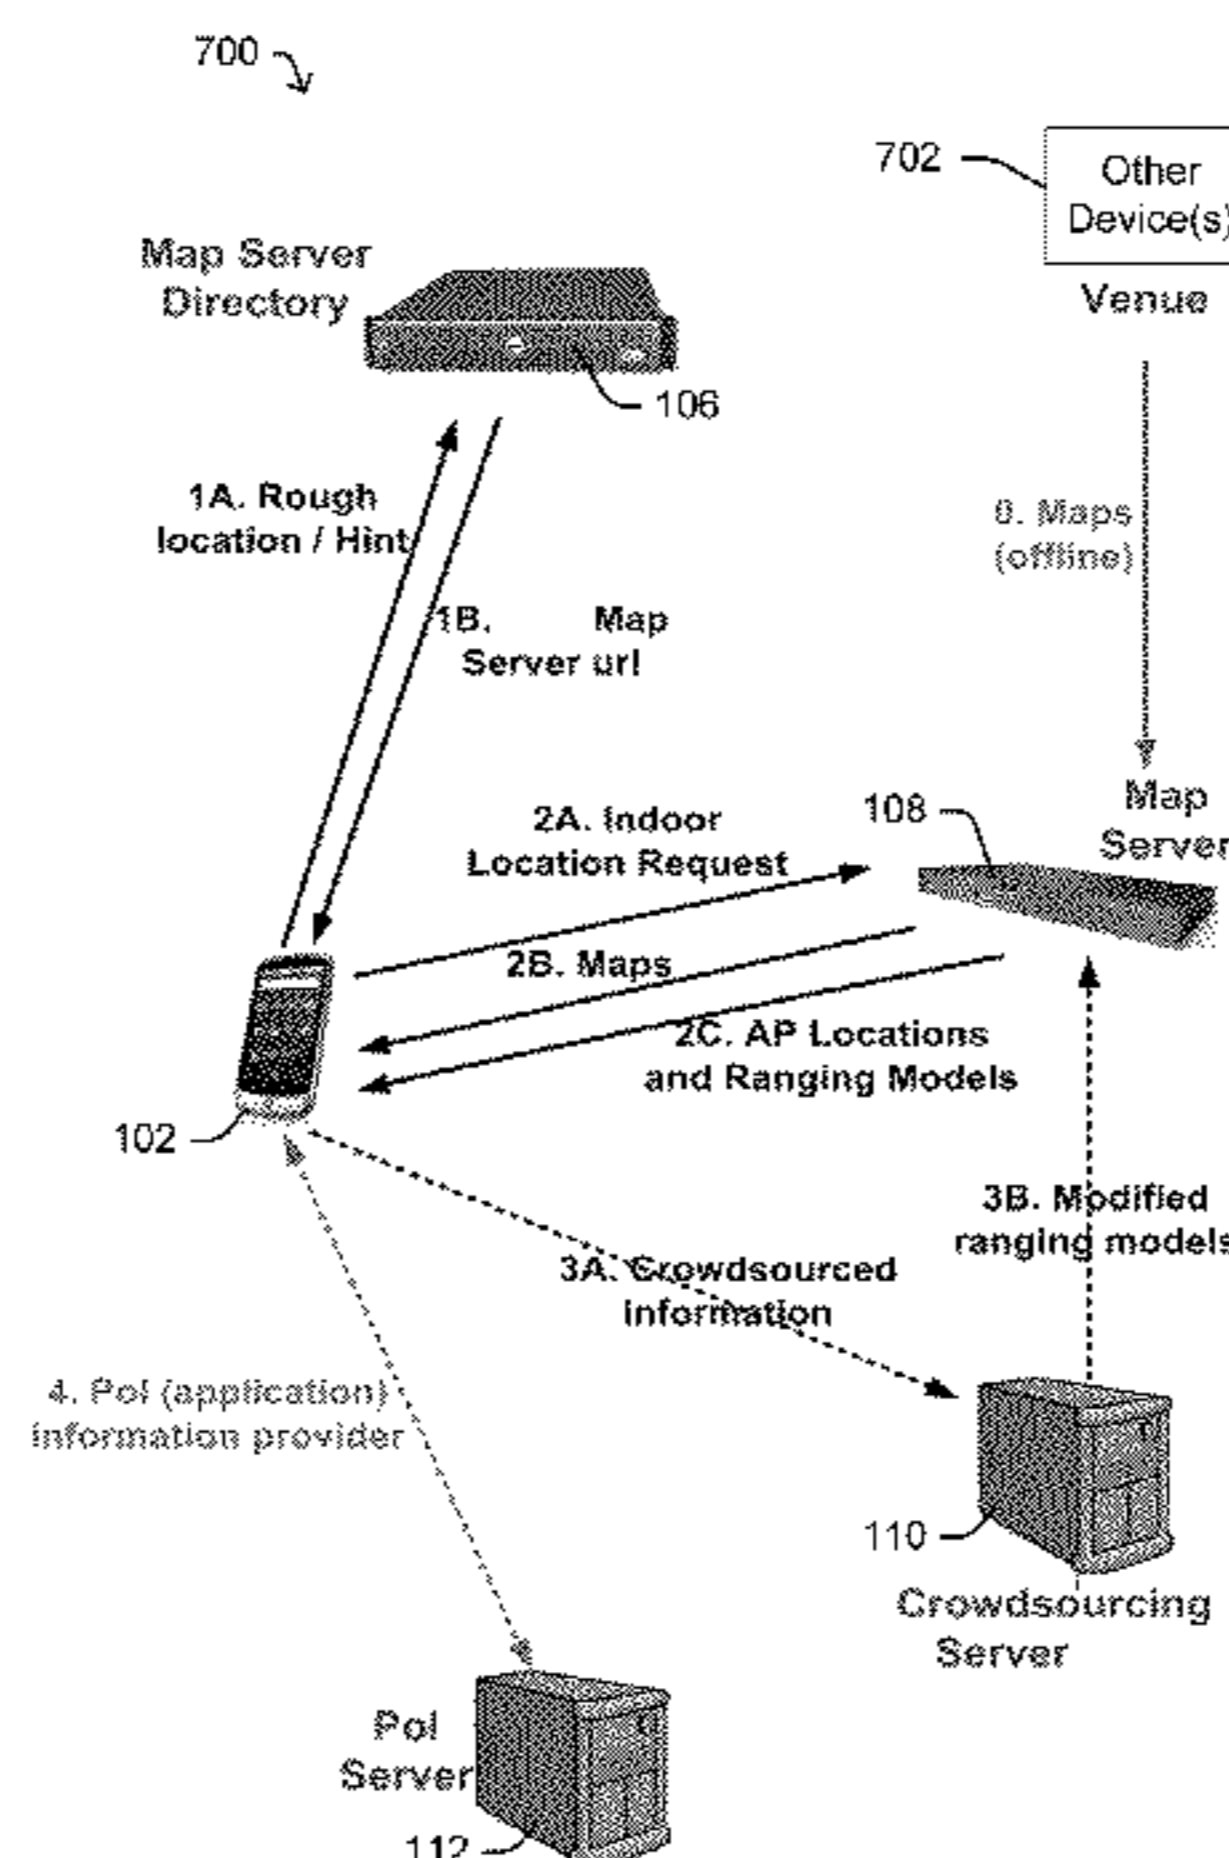 700
702
Other
Device(s)
Venue
Map Server
Directory
106
1A. Rough
location / Hint
0. Maps
(offline)
1B. Map
Server url
Map
Server
108
2A. Indoor
Location Request
2B. Maps
2C. AP Locations
and Ranging Models
102
3B. Modified
ranging models
3A. Crowdsourced
information
4. PoI (application)
information provider
110
Crowdsourcing
Server
PoI
Server
112